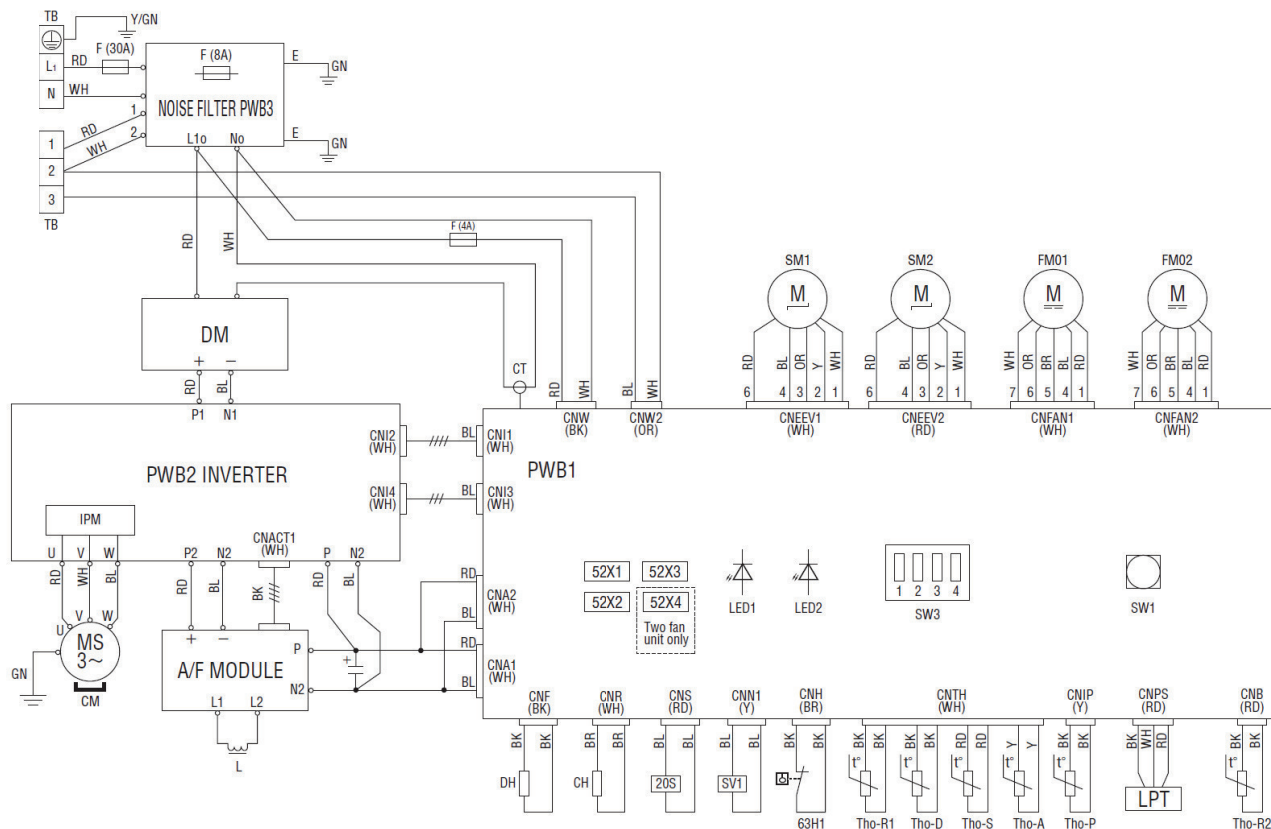 TB
Y/GN
L1
RD
F (30A)
N
WH
F (8A)
NOISE FILTER PWB3
E
GN
E
GN
1
2
L1o
No
1
RD
2
WH
3
TB
RD
WH
F (4A)
DM
+
−
RD
BL
P1
N1
CT
RD
WH
BL
WH
CNW
(BK)
CNW2
(OR)
SM1
M
RD
BL
OR
Y
WH
6
4
3
2
1
CNEEV1
(WH)
SM2
M
RD
BL
OR
Y
WH
6
4
3
2
1
CNEEV2
(RD)
FM01
M
WH
OR
BR
BL
RD
7
6
5
4
1
CNFAN1
(WH)
FM02
M
WH
OR
BR
BL
RD
7
6
5
4
1
CNFAN2
(WH)
PWB2 INVERTER
CNI2
(WH)
BL
CNI1
(WH)
CNI4
(WH)
BL
CNI3
(WH)
PWB1
IPM
U
V
W
P2
N2
CNACT1
(WH)
P
N2
RD
WH
BL
RD
BL
BK
RD
BL
U
V
W
MS
3~
GN
CM
+
−
A/F MODULE
P
N2
L1
L2
L
+
RD
BL
CNA2
(WH)
RD
BL
CNA1
(WH)
52X1
52X3
52X2
52X4
Two fan
unit only
LED1
LED2
1
2
3
4
SW3
SW1
CNF
(BK)
BK
BK
DH
CNR
(WH)
BR
BR
CH
CNS
(RD)
BL
BL
20S
CNN1
(Y)
BL
BL
SV1
CNH
(BR)
BK
BK
63H1
CNTH
(WH)
BK
BK
t°
Tho-R1
BK
BK
t°
Tho-D
RD
RD
t°
Tho-S
Y
Y
t°
Tho-A
CNIP
(Y)
BK
BK
t°
Tho-P
CNPS
(RD)
BK
WH
RD
LPT
CNB
(RD)
BK
BK
t°
Tho-R2